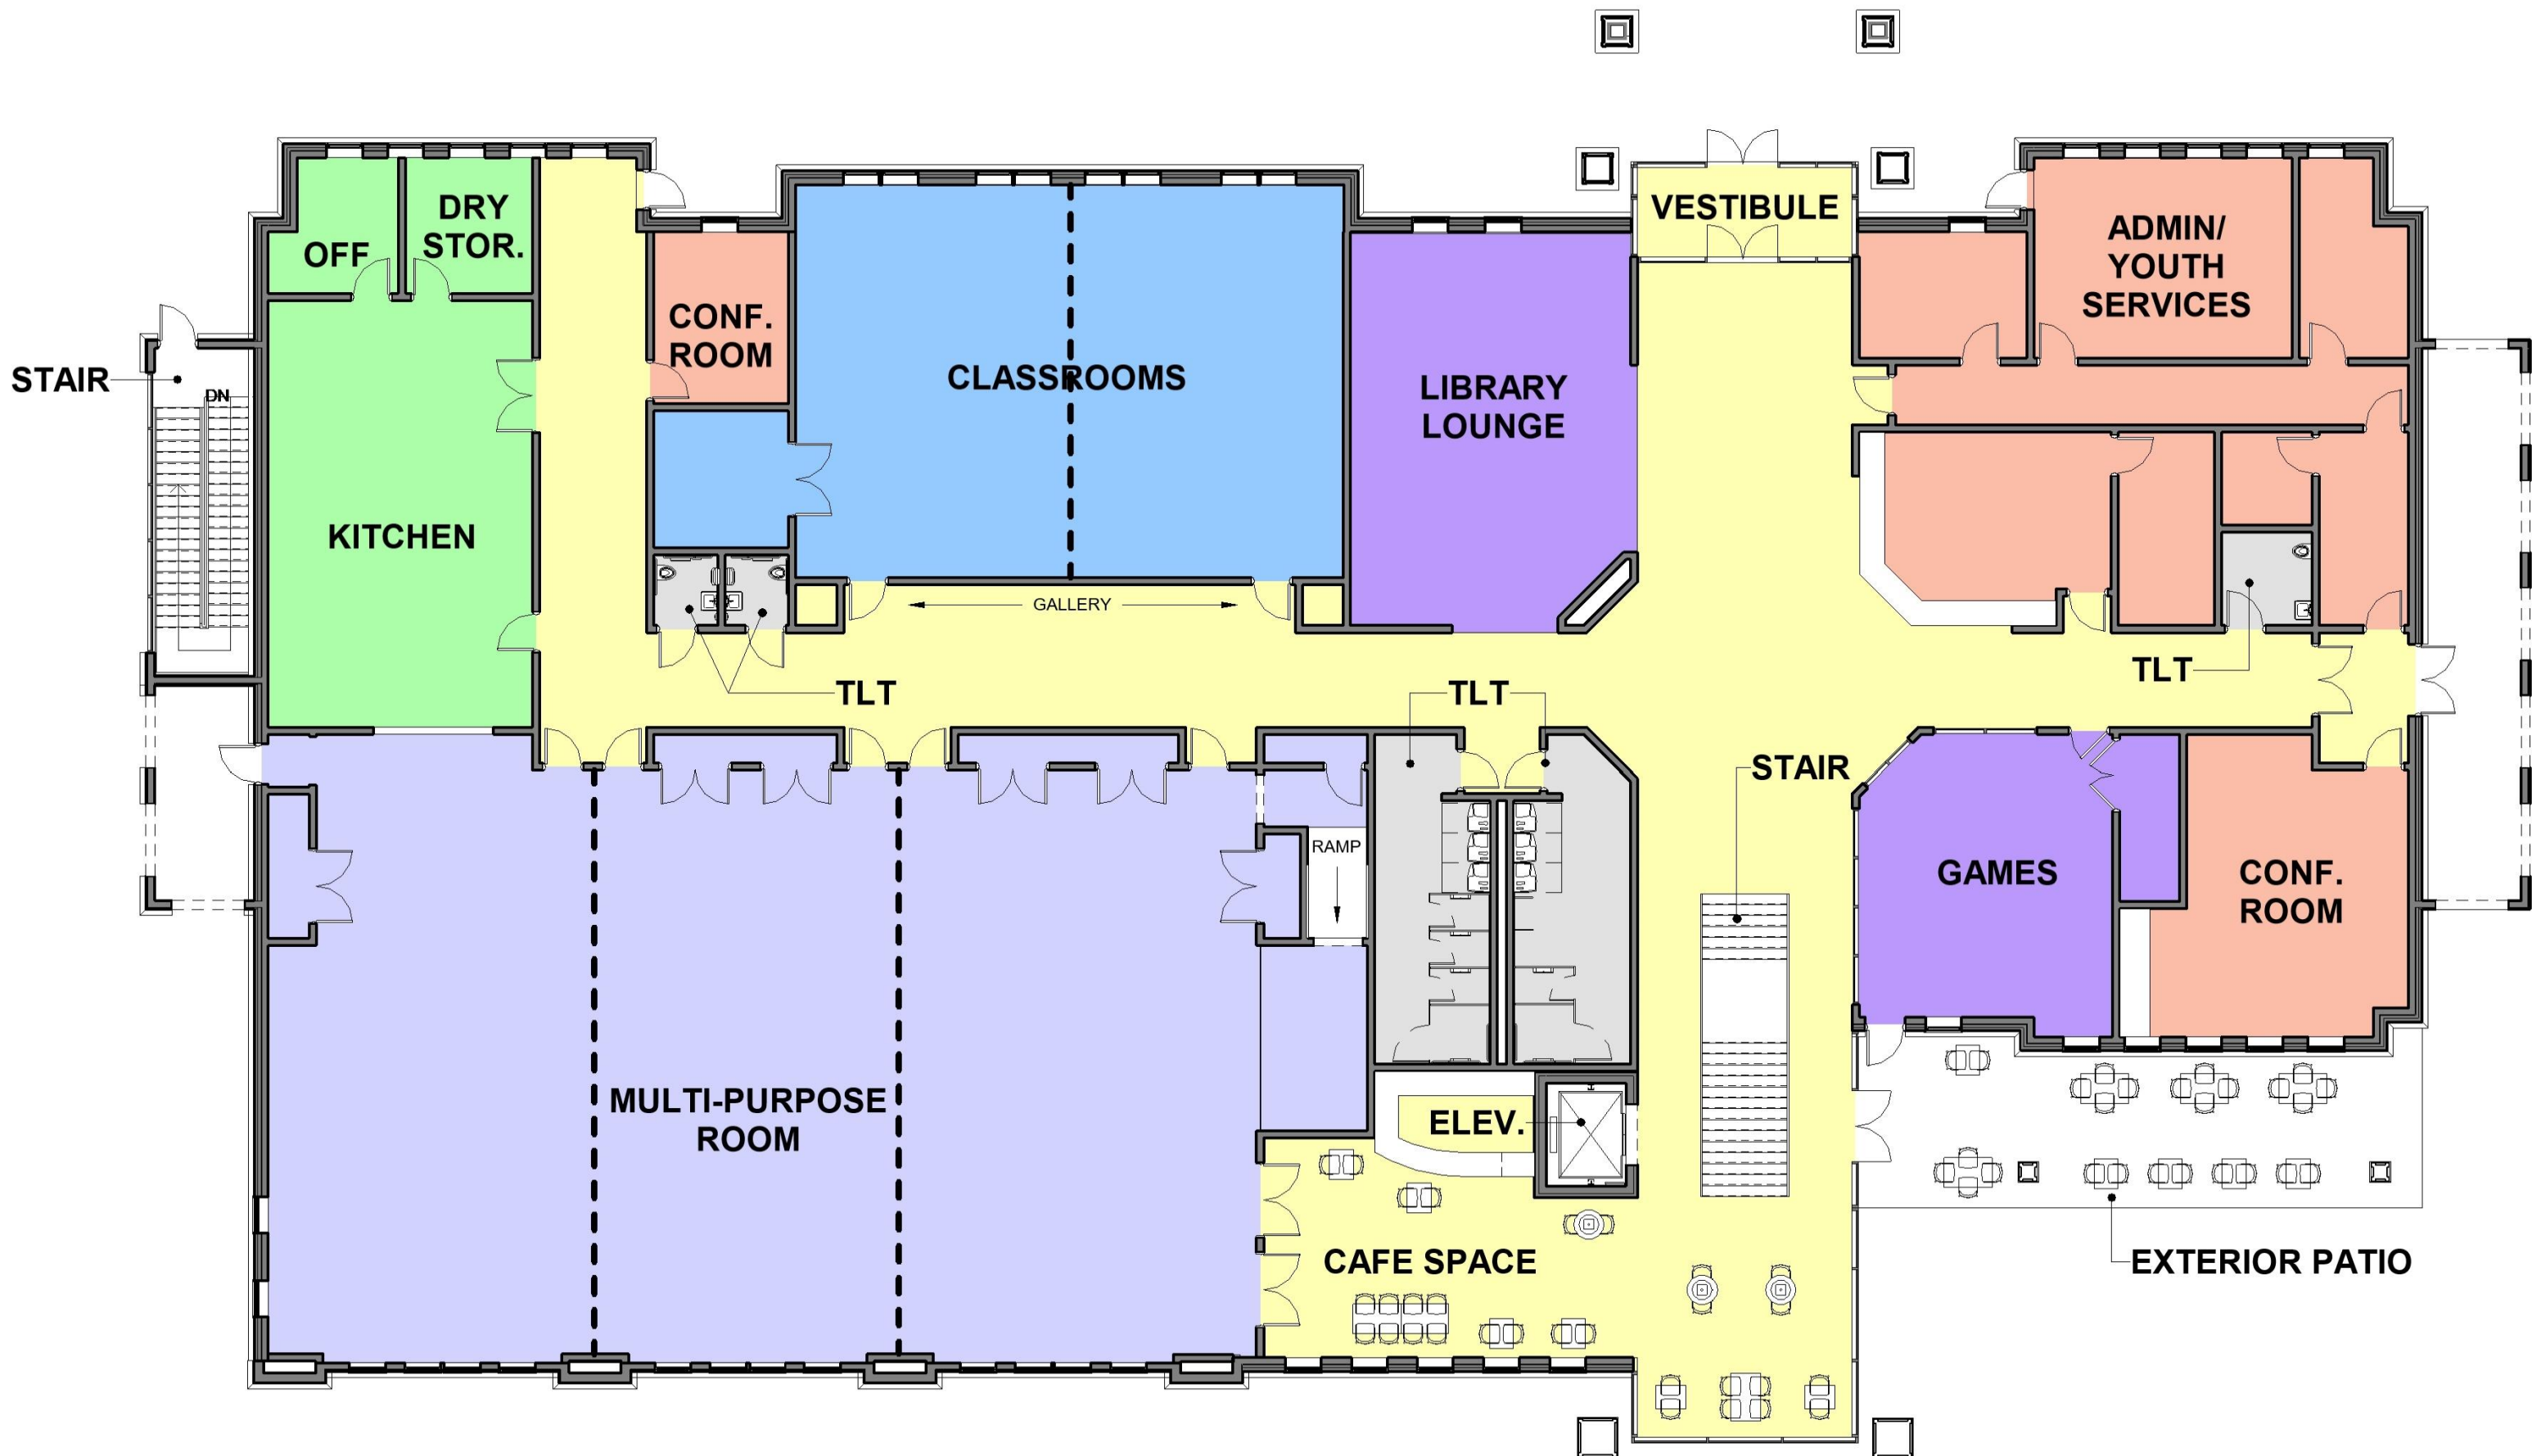 VESTIBULE
DRY
STOR.
OFF
ADMIN/
YOUTH
SERVICES
CONF.
ROOM
STAIR
DN
CLASSROOMS
LIBRARY
LOUNGE
KITCHEN
GALLERY
TLT
TLT
TLT
STAIR
RAMP
GAMES
CONF.
ROOM
MULTI-PURPOSE
ROOM
ELEV.
CAFE SPACE
EXTERIOR PATIO